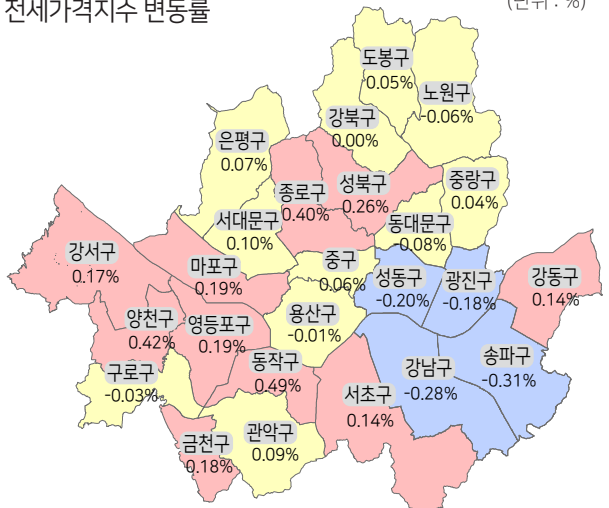 전세가격지수 변동률
(단위 : %)
도봉구
0.05%
노원구
-0.06%
강북구
0.00%
은평구
0.07%
성북구
0.26%
중랑구
0.04%
종로구
0.40%
서대문구
0.10%
동대문구
-0.08%
강서구
0.17%
마포구
0.19%
중구
0.06%
성동구
-0.20%
광진구
-0.18%
강동구
0.14%
양천구
0.42%
영등포구
0.19%
용산구
-0.01%
동작구
0.49%
구로구
-0.03%
서초구
0.14%
강남구
-0.28%
송파구
-0.31%
금천구
0.18%
관악구
0.09%